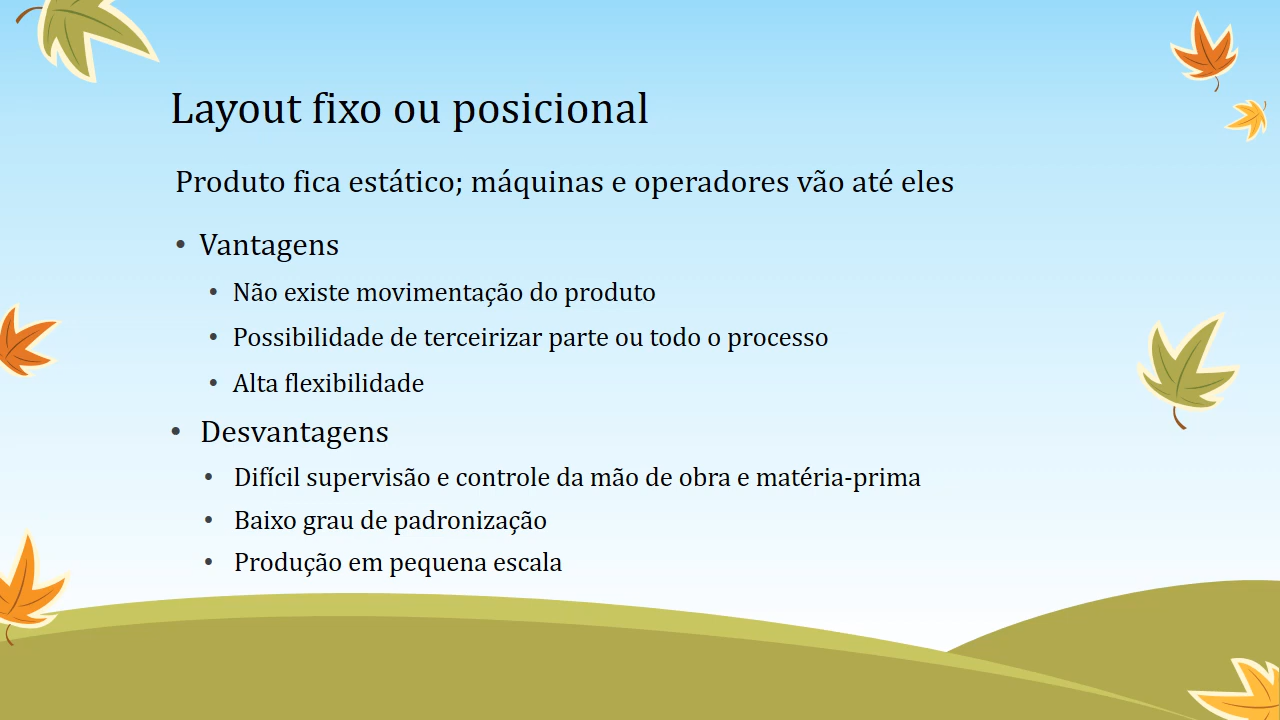 Layout fixo ou posicional
Produto fica estático; máquinas e operadores vão até eles
• Vantagens
• Não existe movimentação do produto
• Possibilidade de terceirizar parte ou todo o processo
• Alta flexibilidade
• Desvantagens
• Difícil supervisão e controle da mão de obra e matéria-prima
• Baixo grau de padronização
• Produção em pequena escala